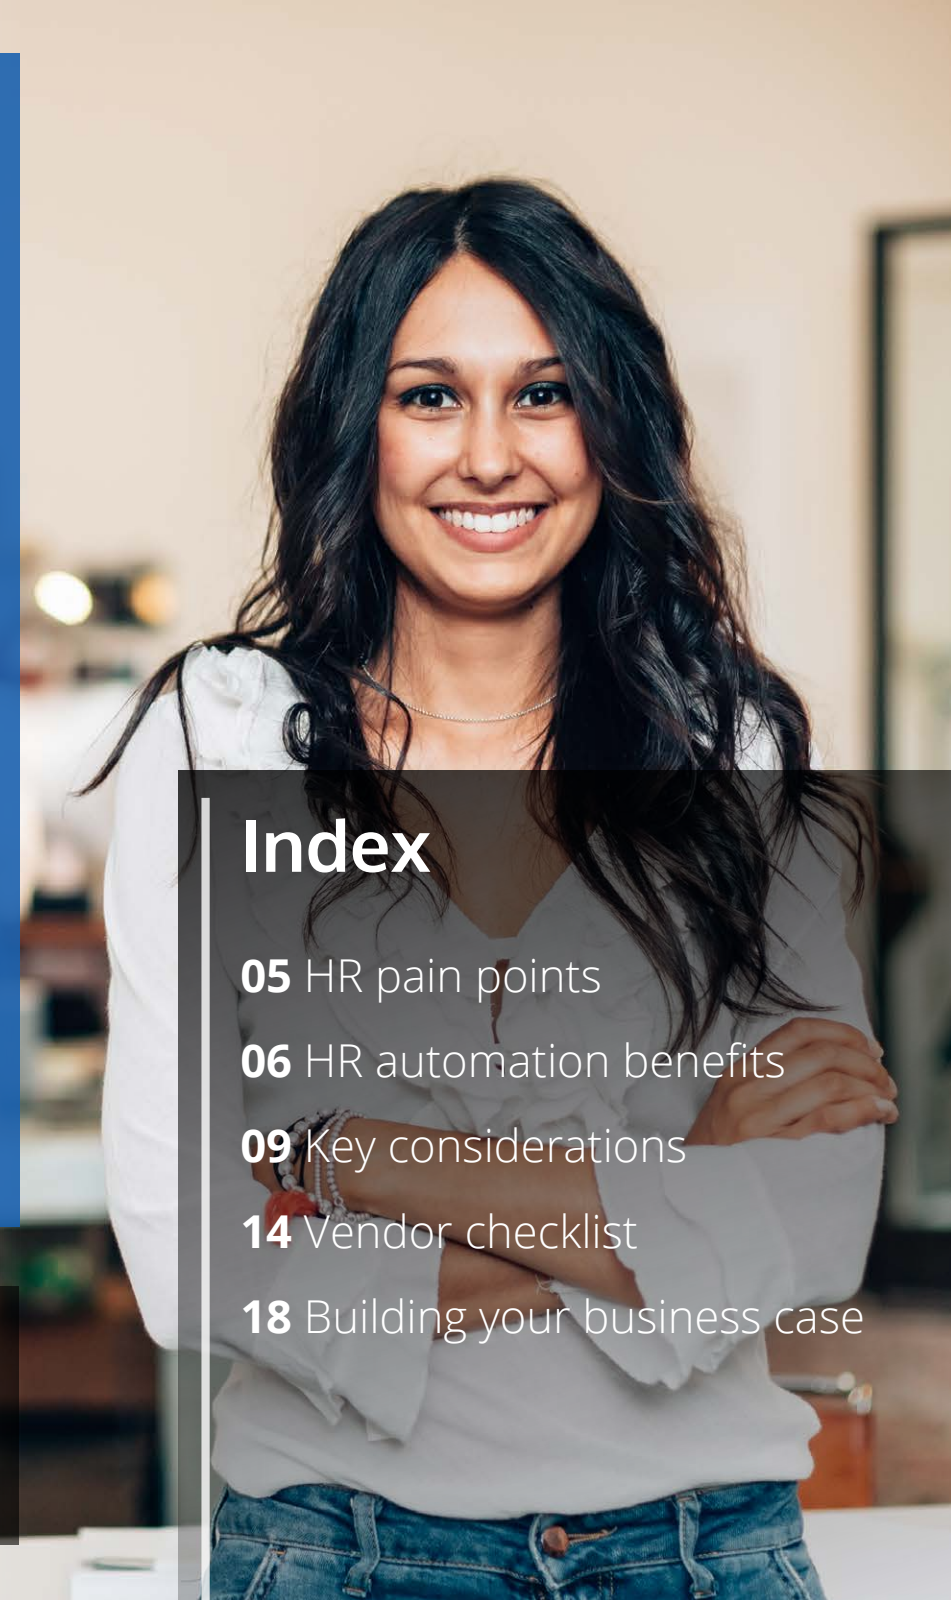 Index
05 HR pain points
06 HR automation benefits
09 Key considerations
14 Vendor checklist
18 Building your business case